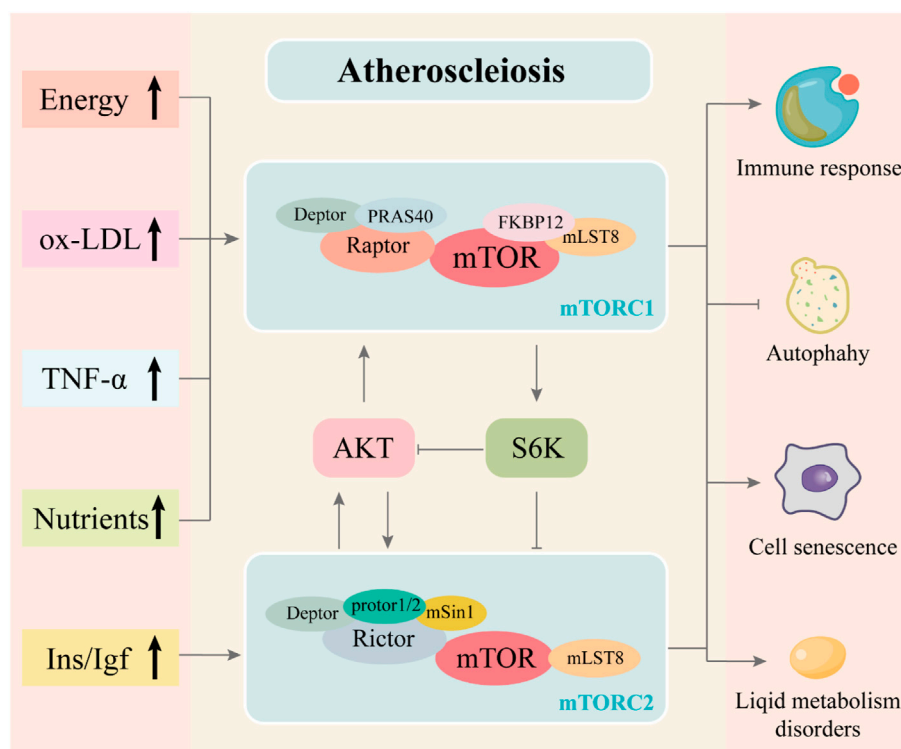 Atheroscleiosis
Energy
ox-LDL
TNF-α
Nutrients
Ins/Igf
Deptor
PRAS40
Raptor
FKBP12
mLST8
mTOR
mTORC1
AKT
S6K
Deptor
protor1/2
mSin1
Rictor
mTOR
mLST8
mTORC2
Immune response
Autophahy
Cell senescence
Liqid metabolism
disorders